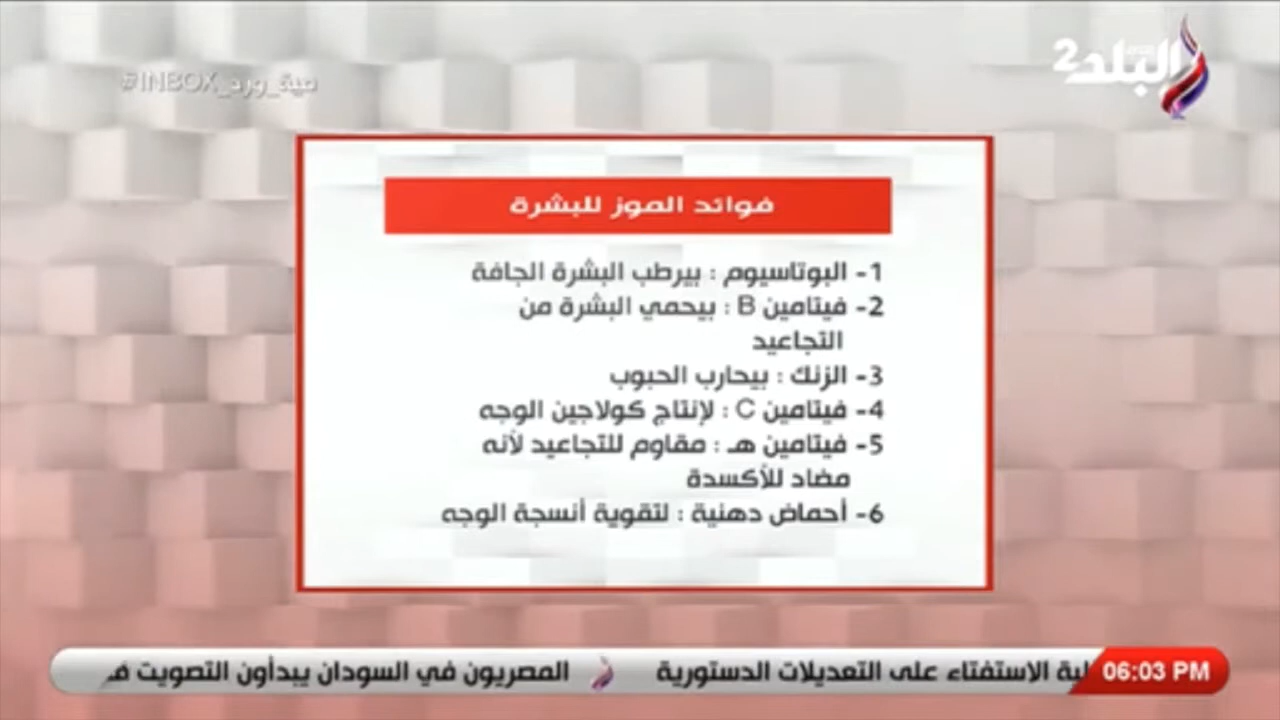 صدى البلد 2
#INBOX_مية_ورد
فوائد الموز للبشرة
1- البوتاسيوم : بيرطب البشرة الجافة
2- فيتامين B : بيحمي البشرة من
التجاعيد
3- الزنك : بيحارب الحبوب
4- فيتامين C : لإنتاج كولاجين الوجه
5- فيتامين هـ : مقاوم للتجاعيد لأنه
مضاد للأكسدة
6- أحماض دهنية : لتقوية أنسجة الوجه
06:03 PM
الاستفتاء على التعديلات الدستورية
المصريون في السودان يبدأون التصويت